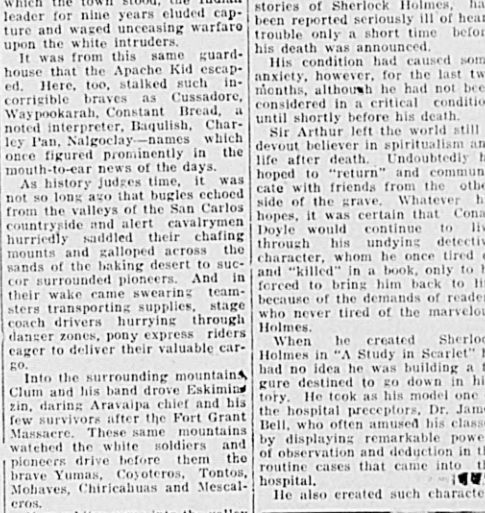 which the town stood, the Indian
leader for nine years eluded cap-
ture and waged unceasing warfare
upon the white intruders.
It was from this same guard-
house that the Apache Kid escap-
ed. Here, too, stalked such in-
corrigible braves as Cussadore,
Waypookarah, Constant Bread, a
noted interpreter, Baqulish, Char-
ley Pan, Nalgoclay—names which
once figured prominently in the
mouth-to-ear news of the days.
As history judges time, it was
not so long ago that bugles echoed
from the valleys of the San Carlos
countryside and alert cavalrymen
hurriedly saddled their chafing
mounts and galloped across the
sands of the baking desert to suc-
cor surrounded pioneers. And in
their wake came swearing team-
sters transporting supplies, stage
coach drivers hurrying through
danger zones, pony express riders
eager to deliver their valuable car-
go.
Into the surrounding mountains
Clum and his band drove Eskimin-
zin, daring Aravaipa chief and his
few survivors after the Fort Grant
Massacre. These same mountains
watched the white soldiers and
pioneers drive before them the
brave Yumas, Coyoteros, Tontos,
Mohaves, Chiricahuas and Mescal-
eros.
stories of Sherlock Holmes, ha
been reported seriously ill of hear
trouble only a short time befor
his death was announced.
His condition had caused som
anxiety, however, for the last tw
months, although he had not bee
considered in a critical conditio
until shortly before his death.
Sir Arthur left the world still
devout believer in spiritualism an
life after death. Undoubtedly h
hoped to "return" and commun
cate with friends from the othe
side of the grave. Whatever h
hopes, it was certain that Cona
Doyle would continue to liv
through his undying detectiv
character, whom he once tired o
and "killed" in a book, only to b
forced to bring him back to li
because of the demands of reade
who never tired of the marvelou
Holmes.
When he created Sherloc
Holmes in "A Study in Scarlet" h
had no idea he was building a f
gure destined to go down in his
tory. He took as his model one
the hospital preceptors, Dr. Jam
Bell, who often amused his classe
by displaying remarkable powe
of observation and deduction in th
routine cases that came into th
hospital.
He also created such characte